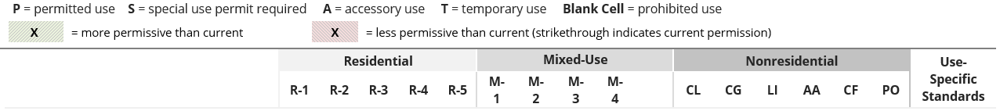 P = permitted use S = special use permit required A = accessory use T = temporary use Blank Cell = prohibited use
X = more permissive than current X = less permissive than current (strikethrough indicates current permission)
Residential Mixed-Use Nonresidential Use-Specific Standards
R-1 R-2 R-3 R-4 R-5 M-1 M-2 M-3 M-4 CL CG LI AA CF PO